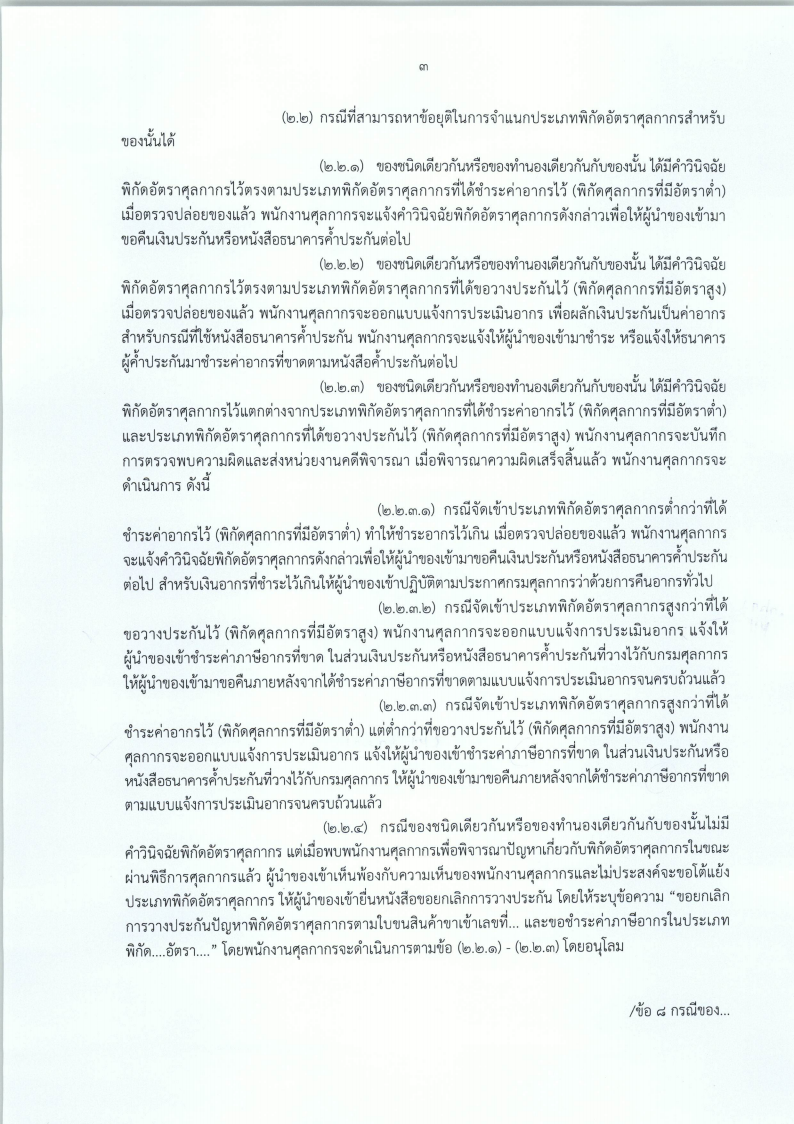 ๓
(๒.๒) กรณีที่สามารถหาข้อยุติในการจำแนกประเภทพิกัดอัตราศุลกากรสำหรับ
ของนั้นได้
(๒.๒.๑) ของชนิดเดียวกันหรือของทำนองเดียวกันกับของนั้น ได้มีคำวินิจฉัย
พิกัดอัตราศุลกากรไว้ตรงตามประเภทพิกัดอัตราศุลกากรที่ได้ชำระค่าอากรไว้ (พิกัดศุลกากรที่มีอัตราต่ำ)
เมื่อตรวจปล่อยของแล้ว พนักงานศุลกากรจะแจ้งคำวินิจฉัยพิกัดอัตราศุลกากรดังกล่าวเพื่อให้ผู้นำของเข้ามา
ขอคืนเงินประกันหรือหนังสือธนาคารค้ำประกันต่อไป
(๒.๒.๒) ของชนิดเดียวกันหรือของทำนองเดียวกันกับของนั้น ได้มีคำวินิจฉัย
พิกัดอัตราศุลกากรไว้ตรงตามประเภทพิกัดอัตราศุลกากรที่ได้ขอวางประกันไว้ (พิกัดศุลกากรที่มีอัตราสูง)
เมื่อตรวจปล่อยของแล้ว พนักงานศุลกากรจะออกแบบแจ้งการประเมินอากร เพื่อผลักเงินประกันเป็นค่าอากร
สำหรับกรณีที่ใช้หนังสือธนาคารค้ำประกัน พนักงานศุลกากรจะแจ้งให้ผู้นำของเข้ามาชำระ หรือแจ้งให้ธนาคาร
ผู้ค้ำประกันมาชำระค่าอากรที่ขาดตามหนังสือค้ำประกันต่อไป
(๒.๒.๓) ของชนิดเดียวกันหรือของทำนองเดียวกันกับของนั้น ได้มีคำวินิจฉัย
พิกัดอัตราศุลกากรไว้แตกต่างจากประเภทพิกัดอัตราศุลกากรที่ได้ชำระค่าอากรไว้ (พิกัดศุลกากรที่มีอัตราต่ำ)
และประเภทพิกัดอัตราศุลกากรที่ได้ขอวางประกันไว้ (พิกัดศุลกากรที่มีอัตราสูง) พนักงานศุลกากรจะบันทึก
การตรวจพบความผิดและส่งหน่วยงานคดีพิจารณา เมื่อพิจารณาความผิดเสร็จสิ้นแล้ว พนักงานศุลกากรจะ
ดำเนินการ ดังนี้
(๒.๒.๓.๑) กรณีจัดเข้าประเภทพิกัดอัตราศุลกากรต่ำกว่าที่ได้
ชำระค่าอากรไว้ (พิกัดศุลกากรที่มีอัตราต่ำ) ทำให้ชำระอากรไว้เกิน เมื่อตรวจปล่อยของแล้ว พนักงานศุลกากร
จะแจ้งคำวินิจฉัยพิกัดอัตราศุลกากรดังกล่าวเพื่อให้ผู้นำของเข้ามาขอคืนเงินประกันหรือหนังสือธนาคารค้ำประกัน
ต่อไป สำหรับเงินอากรที่ชำระไว้เกินให้ผู้นำของเข้าปฏิบัติตามประกาศกรมศุลกากรว่าด้วยการคืนอากรทั่วไป
(๒.๒.๓.๒) กรณีจัดเข้าประเภทพิกัดอัตราศุลกากรสูงกว่าที่ได้
ขอวางประกันไว้ (พิกัดศุลกากรที่มีอัตราสูง) พนักงานศุลกากรจะออกแบบแจ้งการประเมินอากร แจ้งให้
ผู้นำของเข้าชำระค่าภาษีอากรที่ขาด ในส่วนเงินประกันหรือหนังสือธนาคารค้ำประกันที่วางไว้กับกรมศุลกากร
ให้ผู้นำของเข้ามาขอคืนภายหลังจากได้ชำระค่าภาษีอากรที่ขาดตามแบบแจ้งการประเมินอากรจนครบถ้วนแล้ว
(๒.๒.๓.๓) กรณีจัดเข้าประเภทพิกัดอัตราศุลกากรสูงกว่าที่ได้
ชำระค่าอากรไว้ (พิกัดศุลกากรที่มีอัตราต่ำ) แต่ต่ำกว่าที่ขอวางประกันไว้ (พิกัดศุลกากรที่มีอัตราสูง) พนักงาน
ศุลกากรจะออกแบบแจ้งการประเมินอากร แจ้งให้ผู้นำของเข้าชำระค่าภาษีอากรที่ขาด ในส่วนเงินประกันหรือ
หนังสือธนาคารค้ำประกันที่วางไว้กับกรมศุลกากร ให้ผู้นำของเข้ามาขอคืนภายหลังจากได้ชำระค่าภาษีอากรที่ขาด
ตามแบบแจ้งการประเมินอากรจนครบถ้วนแล้ว
(๒.๒.๔) กรณีของชนิดเดียวกันหรือของทำนองเดียวกันกับของนั้นไม่มี
คำวินิจฉัยพิกัดอัตราศุลกากร แต่เมื่อพบพนักงานศุลกากรเพื่อพิจารณาปัญหาเกี่ยวกับพิกัดอัตราศุลกากรในขณะ
ผ่านพิธีการศุลกากรแล้ว ผู้นำของเข้าเห็นพ้องกับความเห็นของพนักงานศุลกากรและไม่ประสงค์จะขอโต้แย้ง
ประเภทพิกัดอัตราศุลกากร ให้ผู้นำของเข้ายื่นหนังสือขอยกเลิกการวางประกัน โดยให้ระบุข้อความ “ขอยกเลิก
การวางประกันปัญหาพิกัดอัตราศุลกากรตามใบขนสินค้าขาเข้าเลขที่... และขอชำระค่าภาษีอากรในประเภท
พิกัด....อัตรา....” โดยพนักงานศุลกากรจะดำเนินการตามข้อ (๒.๒.๑) - (๒.๒.๓) โดยอนุโลม
/ข้อ ๘ กรณีของ...